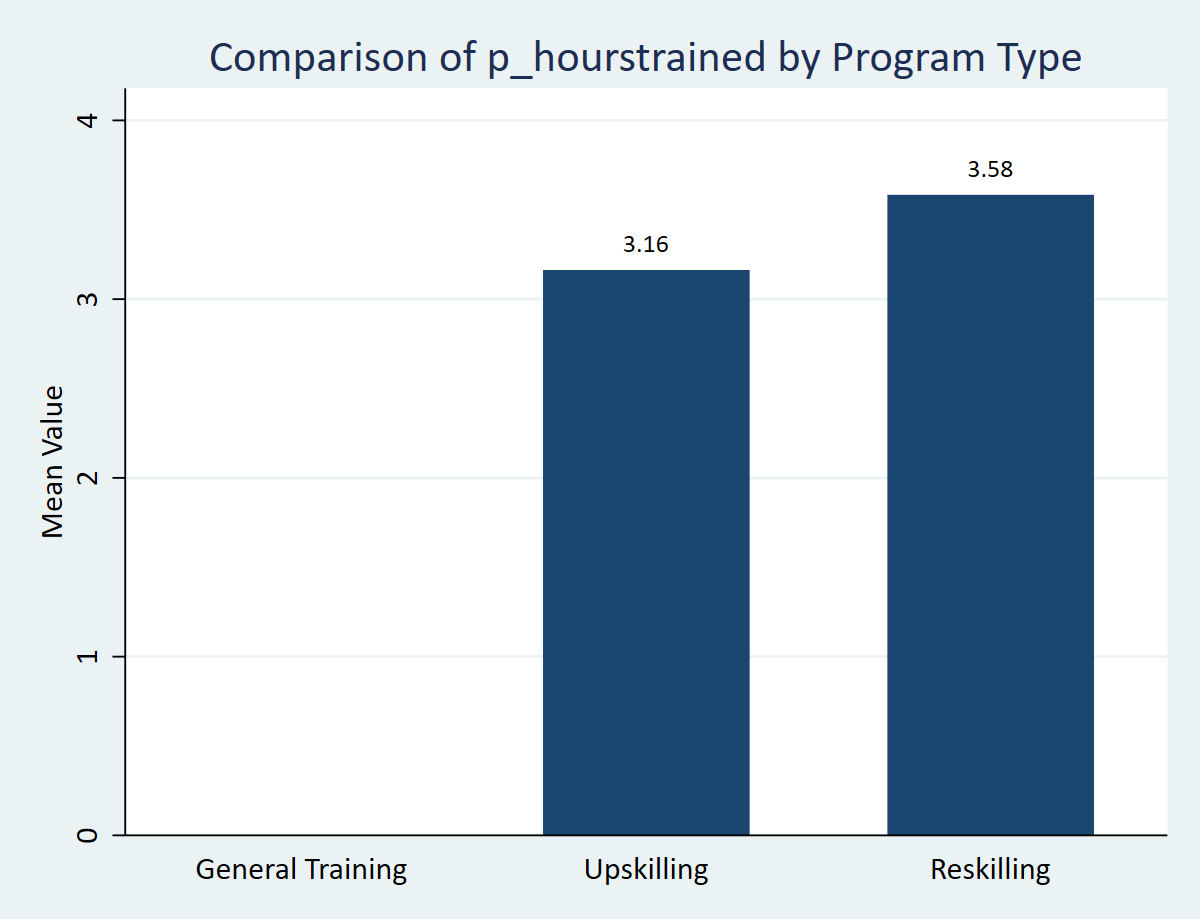 Comparison of p_hourstrained by Program Type
Mean Value
4
3
2
1
0
3.16
3.58
General Training
Upskilling
Reskilling